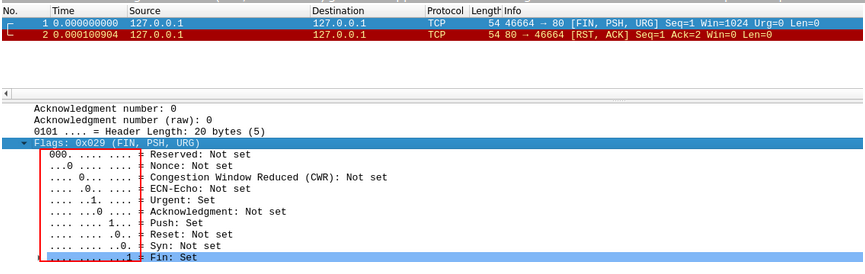 No. Time Source Destination Protocol Length Info
1 0.000000000 127.0.0.1 127.0.0.1 TCP 54 46664 → 80 [FIN, PSH, URG] Seq=1 Win=1024 Urg=0 Len=0
2 0.000100904 127.0.0.1 127.0.0.1 TCP 54 80 → 46664 [RST, ACK] Seq=1 Ack=2 Win=0 Len=0
Acknowledgment number: 0
Acknowledgment number (raw): 0
0101 .... = Header Length: 20 bytes (5)
Flags: 0x029 (FIN, PSH, URG)
000. .... .... = Reserved: Not set
...0 .... .... = Nonce: Not set
.... 0... .... = Congestion Window Reduced (CWR): Not set
.... .0.. .... = ECN-Echo: Not set
.... ..1. .... = Urgent: Set
.... ...0 .... = Acknowledgment: Not set
.... .... 1... = Push: Set
.... .... .0.. = Reset: Not set
.... .... ..0. = Syn: Not set
.... .... ...1 = Fin: Set